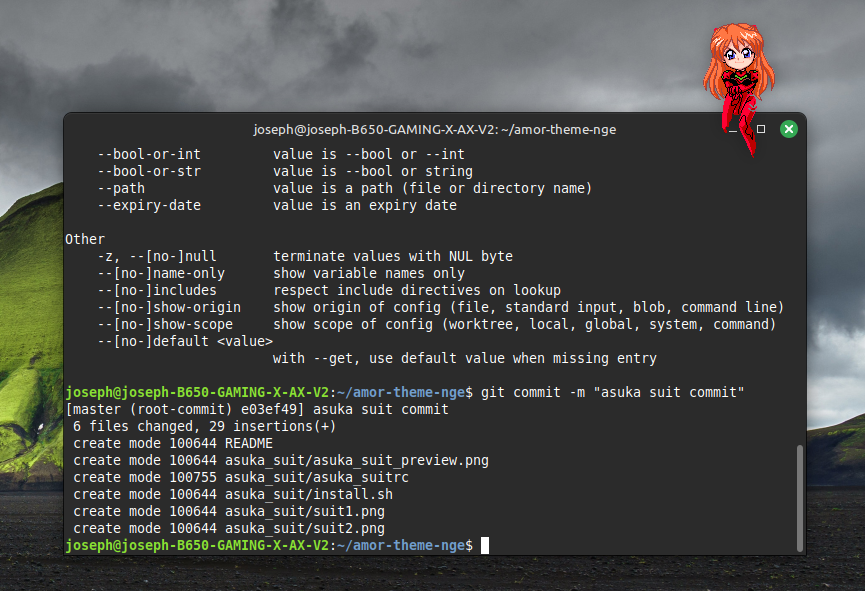 joseph@joseph-B650-GAMING-X-AX-V2: ~/amor-theme-nge
--bool-or-int value is --bool or --int
--bool-or-str value is --bool or string
--path value is a path (file or directory name)
--expiry-date value is an expiry date
Other
-z, --[no-]null terminate values with NUL byte
--[no-]name-only show variable names only
--[no-]includes respect include directives on lookup
--[no-]show-origin show origin of config (file, standard input, blob, command line)
--[no-]show-scope show scope of config (worktree, local, global, system, command)
--[no-]default <value>
with --get, use default value when missing entry
joseph@joseph-B650-GAMING-X-AX-V2:~/amor-theme-nge$ git commit -m "asuka suit commit"
[master (root-commit) e03ef49] asuka suit commit
6 files changed, 29 insertions(+)
create mode 100644 README
create mode 100644 asuka_suit/asuka_suit_preview.png
create mode 100755 asuka_suit/asuka_suitrc
create mode 100644 asuka_suit/install.sh
create mode 100644 asuka_suit/suit1.png
create mode 100644 asuka_suit/suit2.png
joseph@joseph-B650-GAMING-X-AX-V2:~/amor-theme-nge$